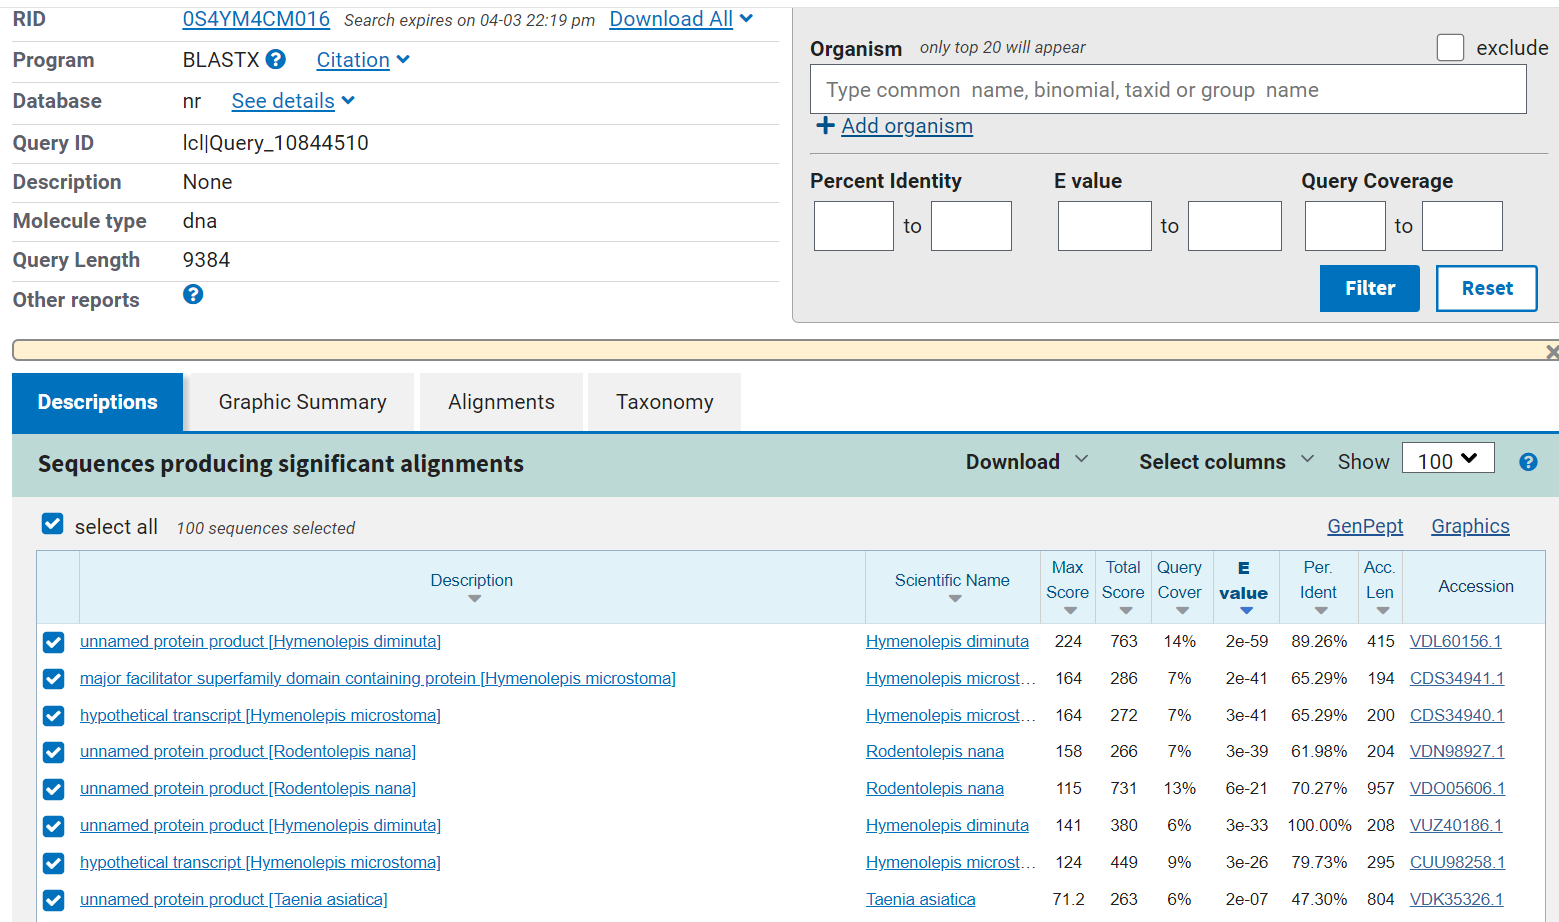 RID 0S4YM4CM016 Search expires on 04-03 22:19 pm Download All
Program BLASTX Citation
Database nr See details
Query ID lcl|Query_10844510
Description None
Molecule type dna
Query Length 9384
Other reports
Organism only top 20 will appear exclude
Type common name, binomial, taxid or group name
Add organism
Percent Identity E value Query Coverage
to to to
Filter Reset
Descriptions Graphic Summary Alignments Taxonomy
Sequences producing significant alignments Download Select columns Show 100
select all 100 sequences selected GenPept Graphics
Description Scientific Name Max Score Total Score Query Cover E value Per. Ident Acc. Len Accession
unnamed protein product [Hymenolepis diminuta] Hymenolepis diminuta 224 763 14% 2e-59 89.26% 415 VDL60156.1
major facilitator superfamily domain containing protein [Hymenolepis microstoma] Hymenolepis microst… 164 286 7% 2e-41 65.29% 194 CDS34941.1
hypothetical transcript [Hymenolepis microstoma] Hymenolepis microst… 164 272 7% 3e-41 65.29% 200 CDS34940.1
unnamed protein product [Rodentolepis nana] Rodentolepis nana 158 266 7% 3e-39 61.98% 204 VDN98927.1
unnamed protein product [Rodentolepis nana] Rodentolepis nana 115 731 13% 6e-21 70.27% 957 VDO05606.1
unnamed protein product [Hymenolepis diminuta] Hymenolepis diminuta 141 380 6% 3e-33 100.00% 208 VUZ40186.1
hypothetical transcript [Hymenolepis microstoma] Hymenolepis microst… 124 449 9% 3e-26 79.73% 295 CUU98258.1
unnamed protein product [Taenia asiatica] Taenia asiatica 71.2 263 6% 2e-07 47.30% 804 VDK35326.1